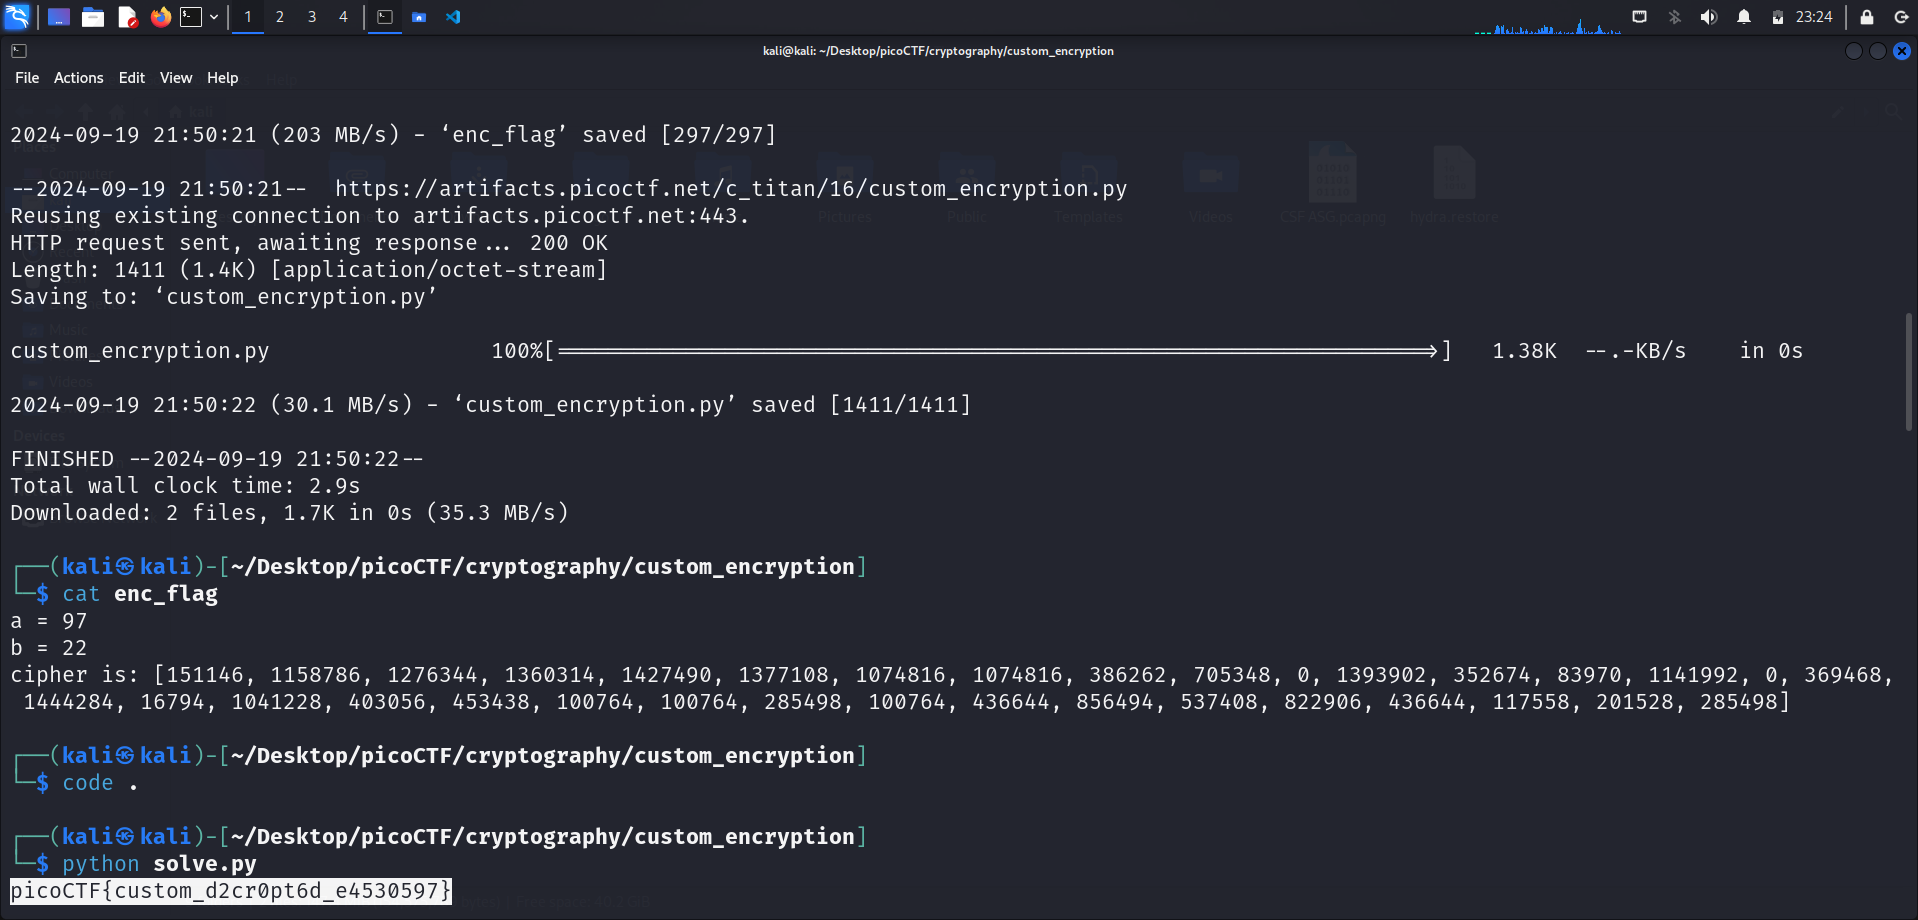 1 2 3 4 23:24
kali@kali: ~/Desktop/picoCTF/cryptography/custom_encryption
File Actions Edit View Help
2024-09-19 21:50:21 (203 MB/s) - ‘enc_flag’ saved [297/297]
--2024-09-19 21:50:21-- https://artifacts.picoctf.net/c_titan/16/custom_encryption.py
Reusing existing connection to artifacts.picoctf.net:443.
HTTP request sent, awaiting response... 200 OK
Length: 1411 (1.4K) [application/octet-stream]
Saving to: ‘custom_encryption.py’
custom_encryption.py 100%[===================================================================>] 1.38K --.-KB/s in 0s
2024-09-19 21:50:22 (30.1 MB/s) - ‘custom_encryption.py’ saved [1411/1411]
FINISHED --2024-09-19 21:50:22--
Total wall clock time: 2.9s
Downloaded: 2 files, 1.7K in 0s (35.3 MB/s)
┌──(kali㉿kali)-[~/Desktop/picoCTF/cryptography/custom_encryption]
└─$ cat enc_flag
a = 97
b = 22
cipher is: [151146, 1158786, 1276344, 1360314, 1427490, 1377108, 1074816, 1074816, 386262, 705348, 0, 1393902, 352674, 83970, 1141992, 0, 369468,
1444284, 16794, 1041228, 403056, 453438, 100764, 100764, 285498, 100764, 436644, 856494, 537408, 822906, 436644, 117558, 201528, 285498]
┌──(kali㉿kali)-[~/Desktop/picoCTF/cryptography/custom_encryption]
└─$ code .
┌──(kali㉿kali)-[~/Desktop/picoCTF/cryptography/custom_encryption]
└─$ python solve.py
picoCTF{custom_d2cr0pt6d_e4530597}